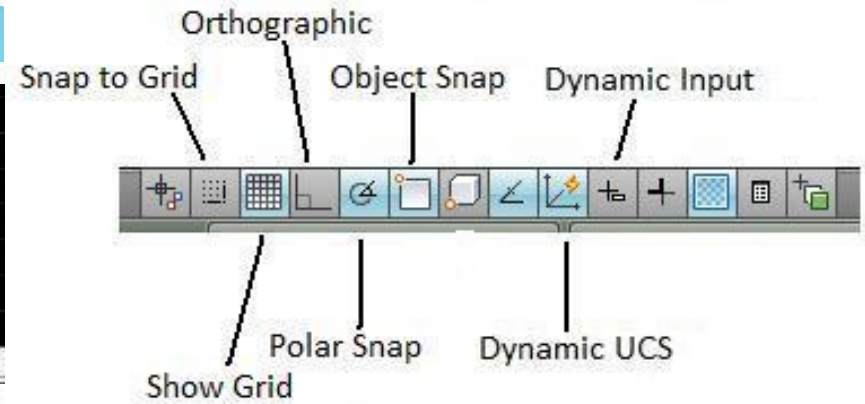 Orthographic
Snap to Grid
Object Snap
Dynamic Input
Polar Snap
Dynamic UCS
Show Grid